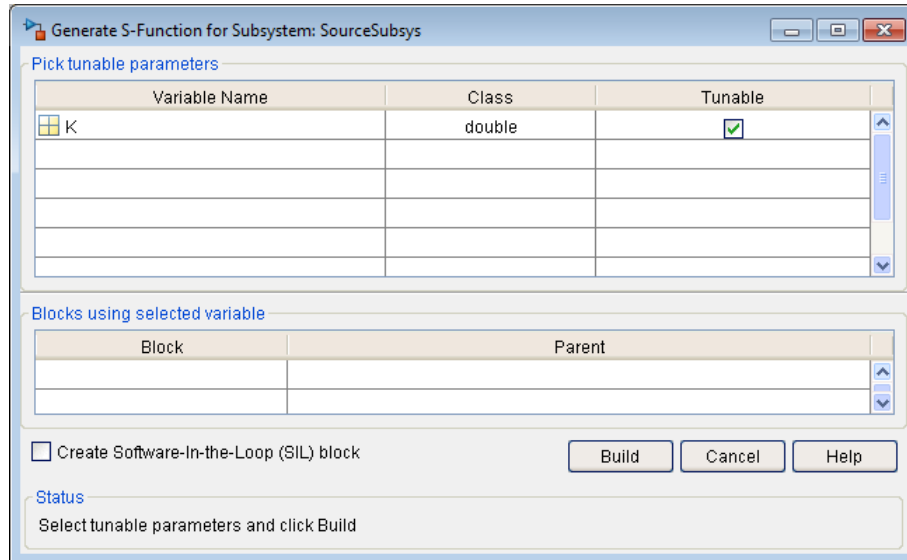 Generate S-Function for Subsystem: SourceSubsys
Pick tunable parameters
Variable Name Class Tunable
K double
Blocks using selected variable
Block Parent
Create Software-In-the-Loop (SIL) block Build Cancel Help
Status
Select tunable parameters and click Build